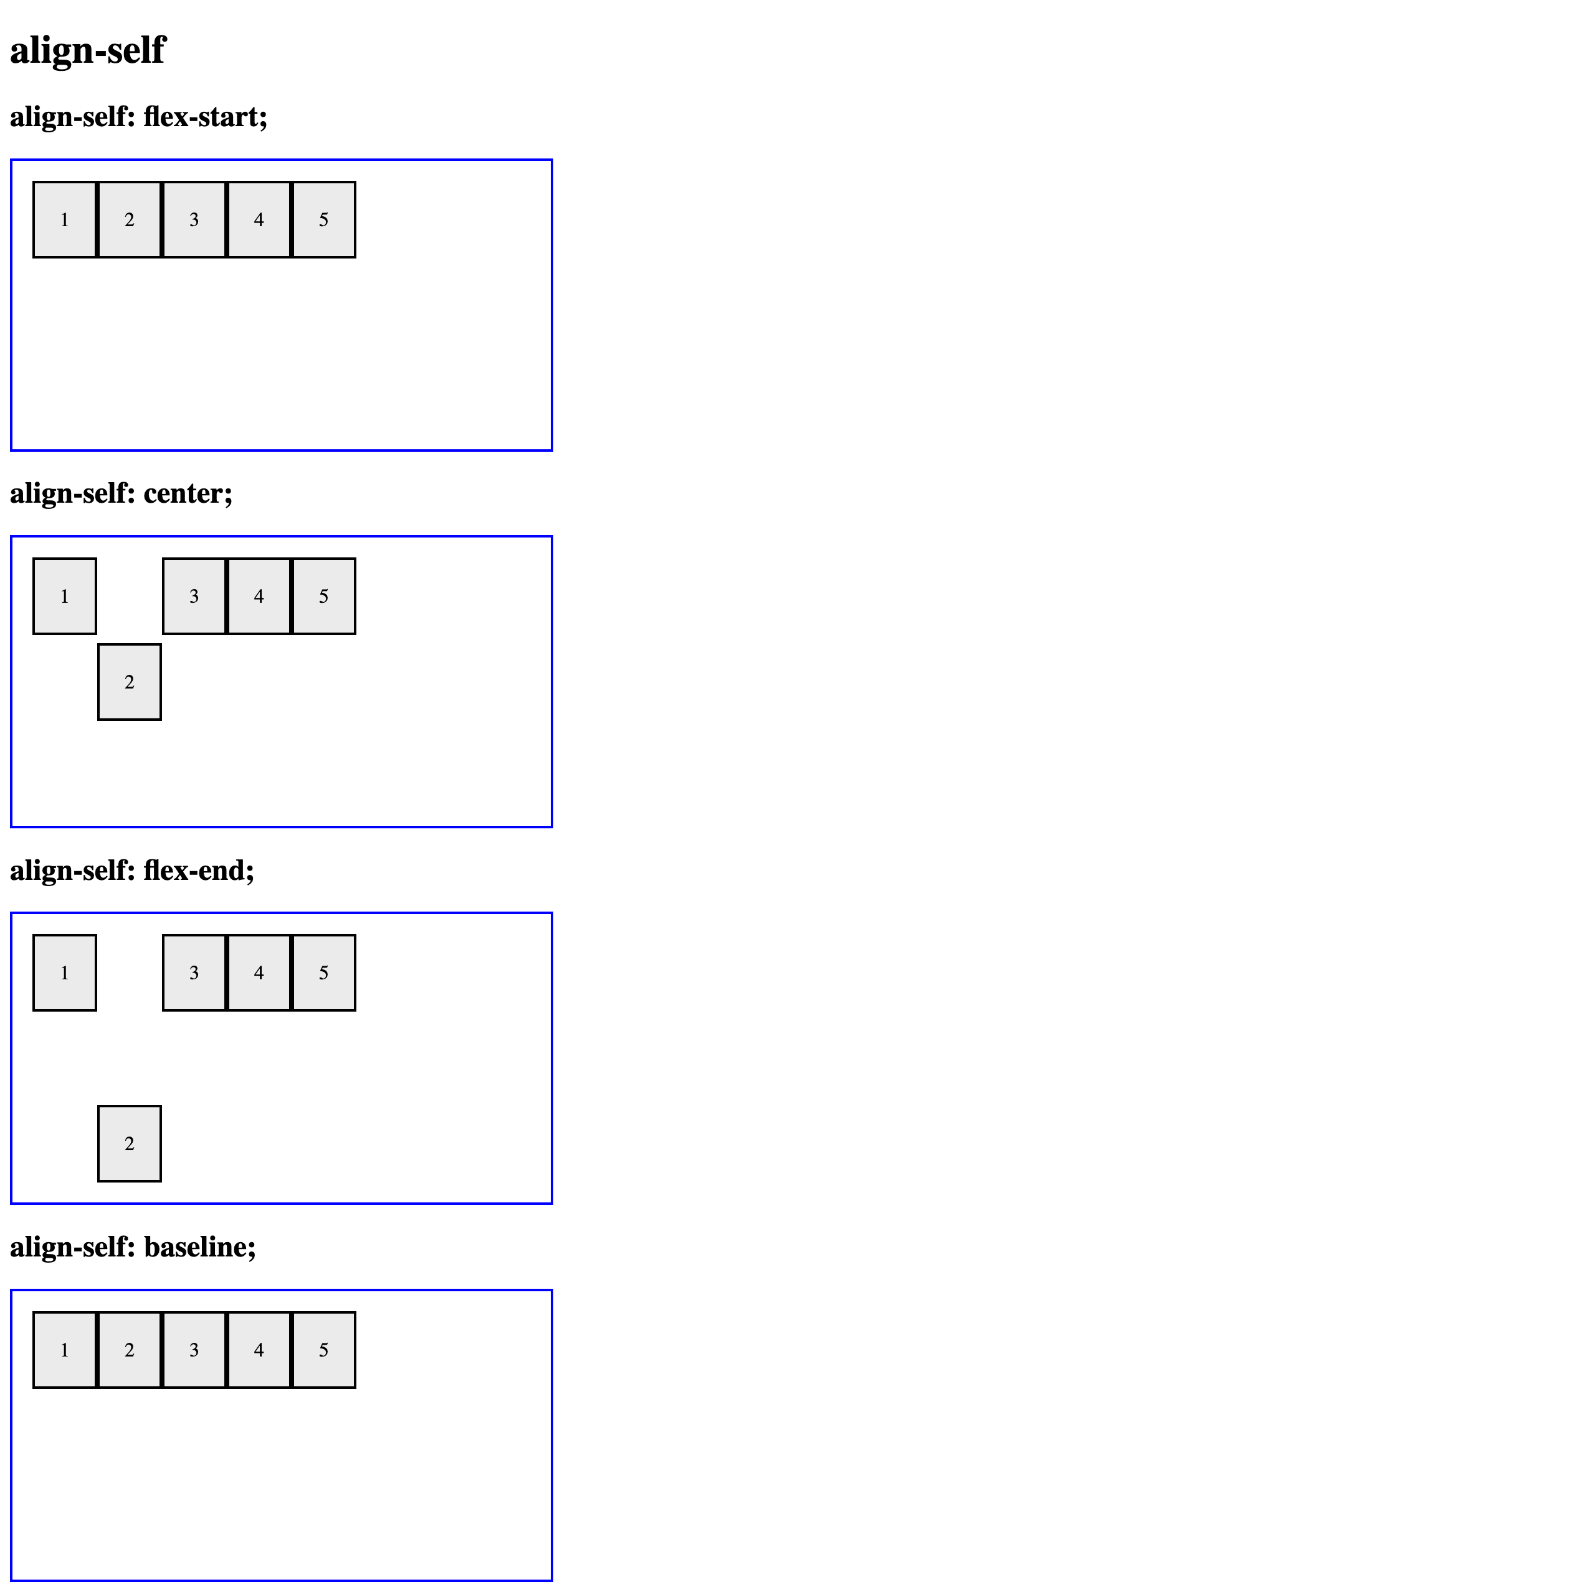 align-self
align-self: flex-start;
1 2 3 4 5
align-self: center;
1 3 4 5
2
align-self: flex-end;
1 3 4 5
2
align-self: baseline;
1 2 3 4 5